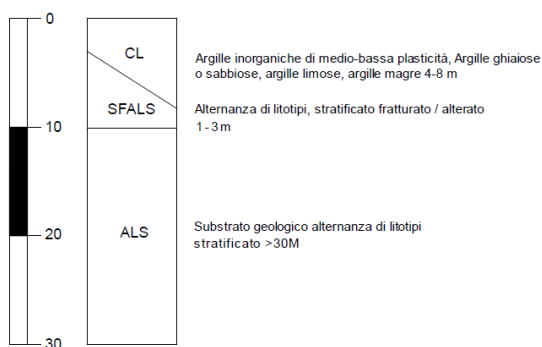 0
CL
Argille inorganiche di medio-bassa plasticità, Argille ghiaiose
o sabbiose, argille limose, argille magre 4-8 m
SFALS
Alternanza di litotipi, stratificato fratturato / alterato
10
1 - 3 m
20
ALS
Substrato geologico alternanza di litotipi
stratificato >30M
30